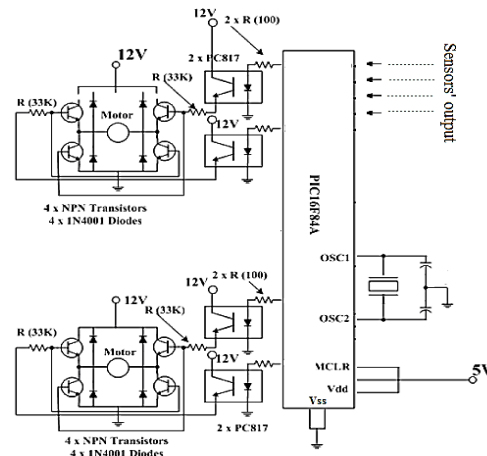 12V
2 x R (100)
12V
2 x PC817
R (33K)
R (33K)
Motor
12V
4 x NPN Transistors
4 x 1N4001 Diodes
Sensors' output
PIC16F84A
OSC1
OSC2
MCLR
Vdd
Vss
5V
12V
2 x R (100)
12V
R (33K)
R (33K)
Motor
12V
2 x PC817
4 x NPN Transistors
4 x 1N4001 Diodes